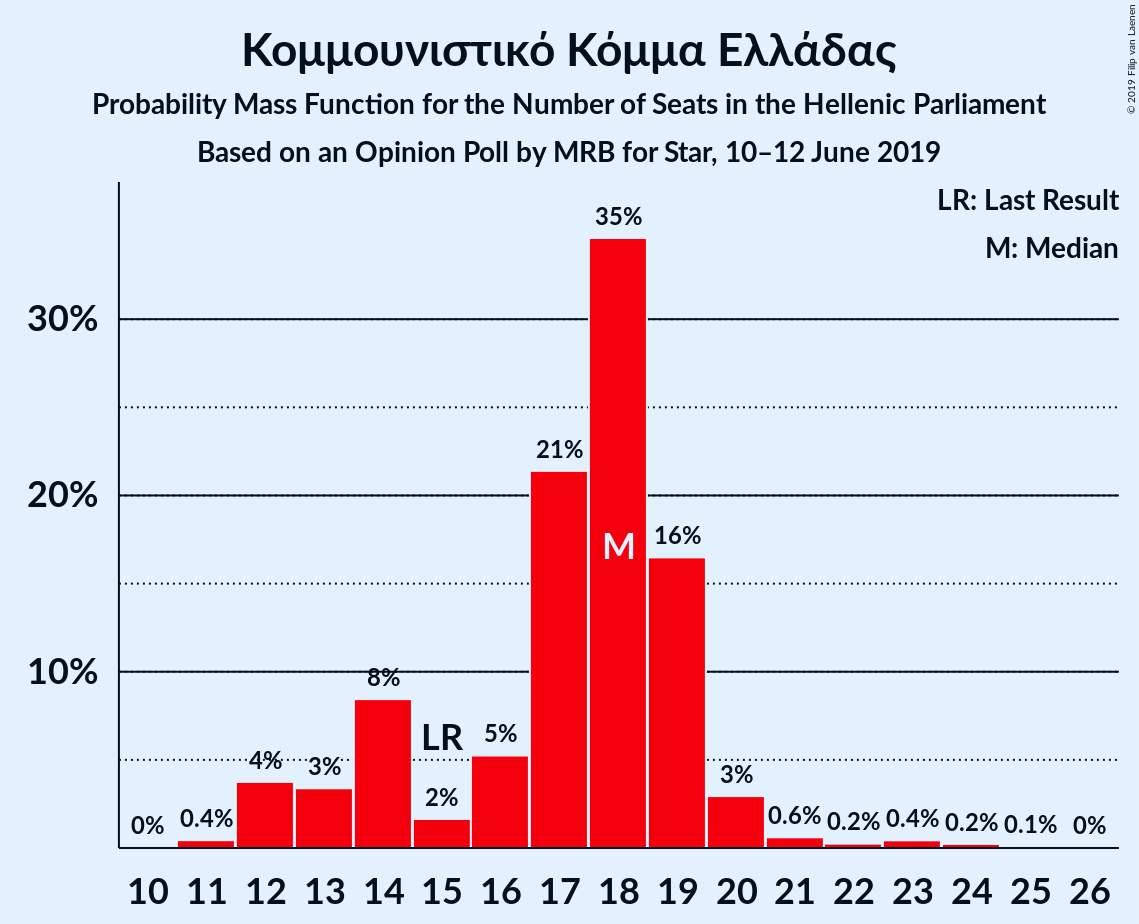 Κομμουνιστικό Κόμμα Ελλάδας
Probability Mass Function for the Number of Seats in the Hellenic Parliament
Based on an Opinion Poll by MRB for Star, 10–12 June 2019
© 2019 Filip van Laenen
LR: Last Result
M: Median
30%
20%
10%
0%
0.4%
4%
3%
8%
LR
2%
5%
21%
35%
M
16%
3%
0.6%
0.2%
0.4%
0.2%
0.1%
0%
10 11 12 13 14 15 16 17 18 19 20 21 22 23 24 25 26